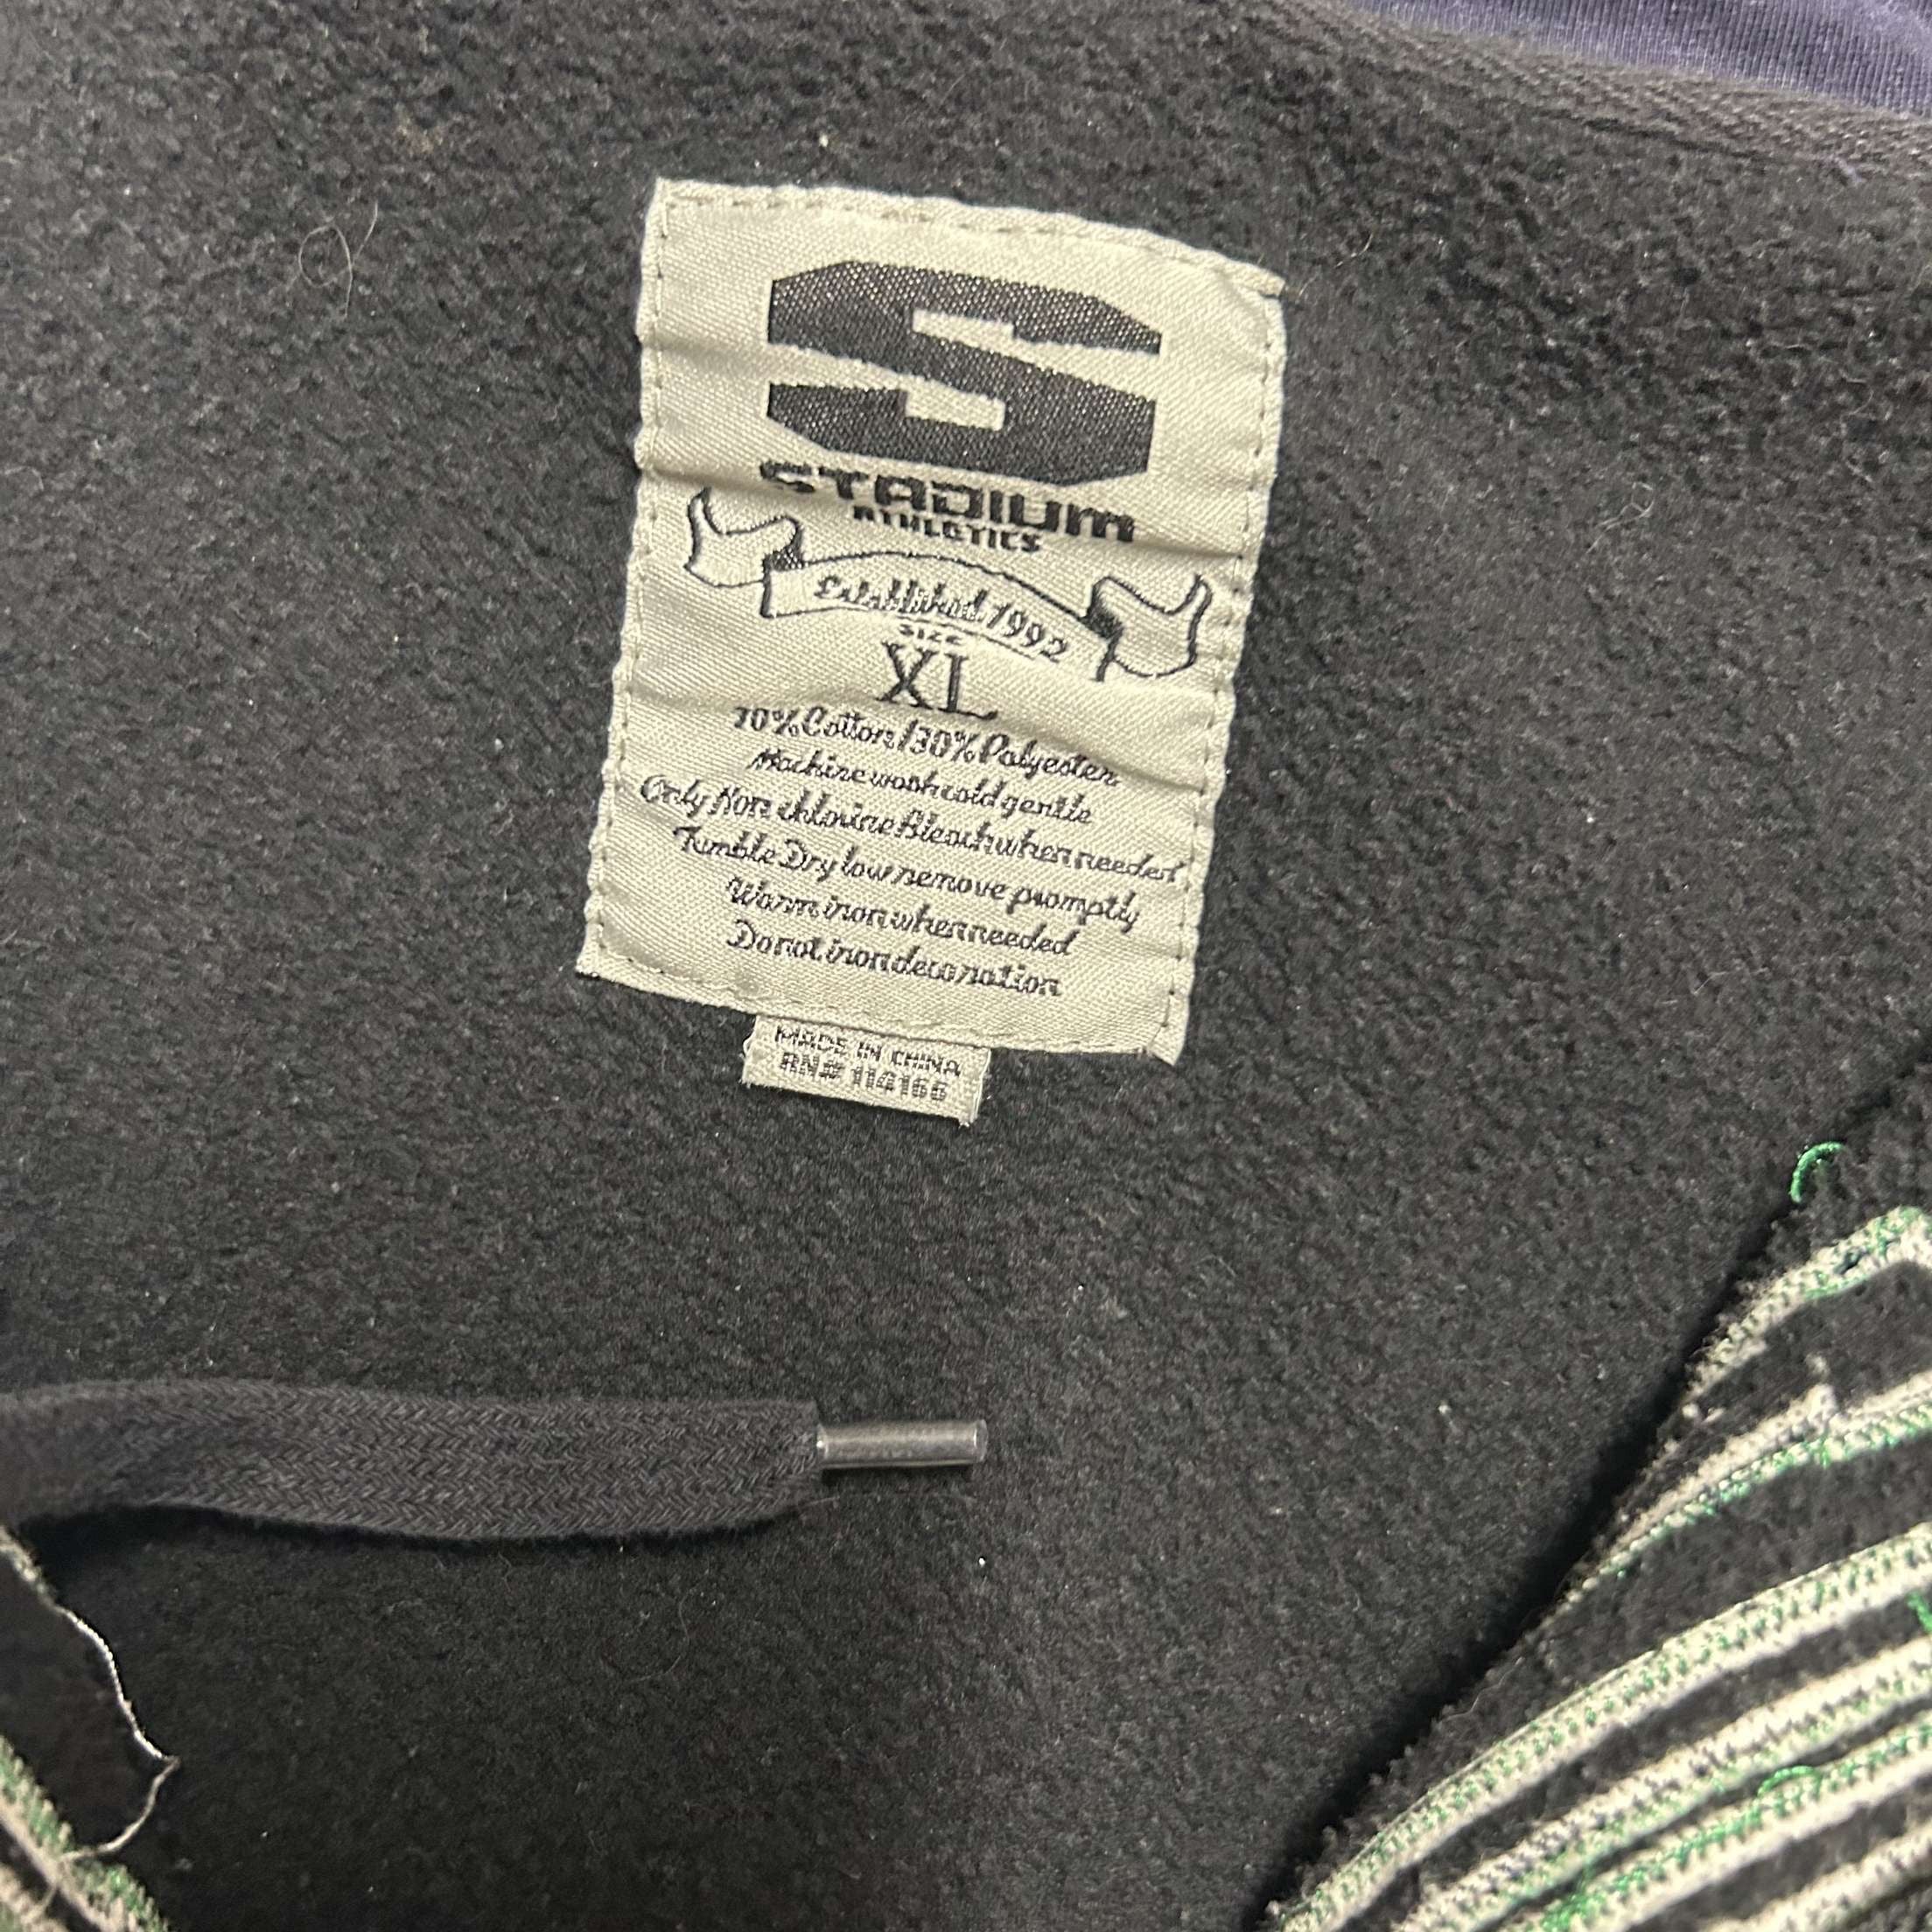 S
STADIUM
ATHLETICS
Established 1992
SIZE
XL
70% Cotton/30% Polyester
Machine wash cold gentle
Only Non chlorine Bleach when needed
Tumble Dry low remove promptly
Warm iron when needed
Do not iron decoration
MADE IN CHINA
RN# 114166